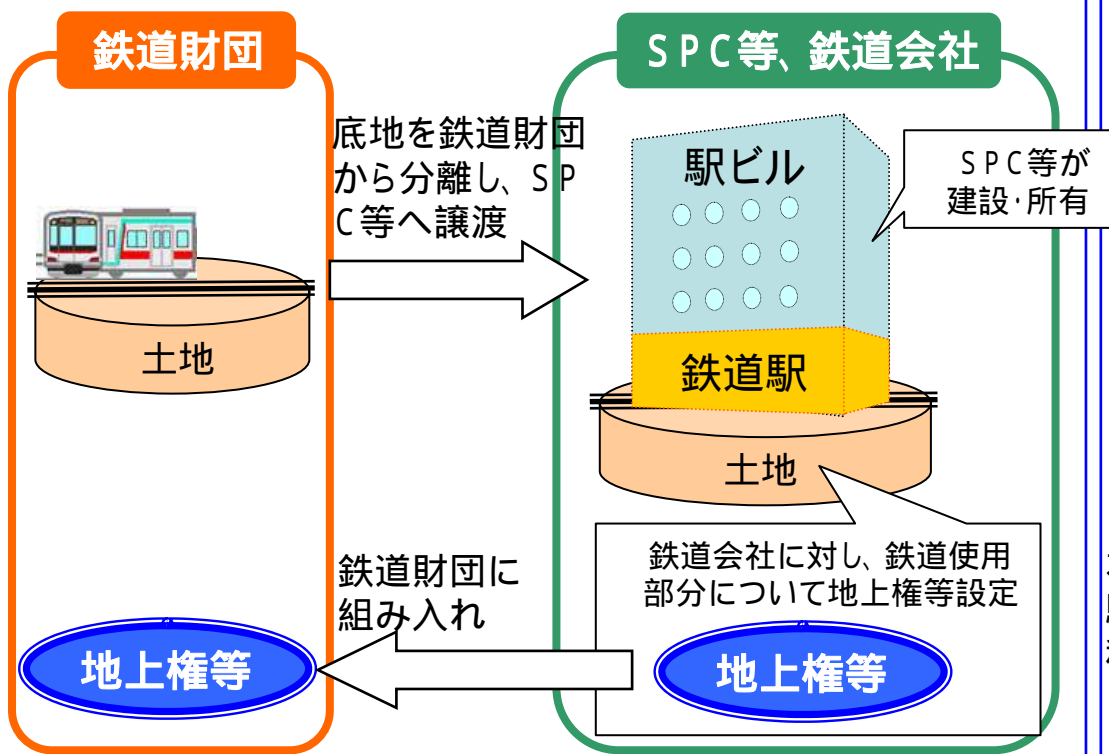 鉄道財団
SPC等、鉄道会社
底地を鉄道財団
から分離し、SP
C等へ譲渡
駅ビル
SPC等が
建設・所有
土地
鉄道駅
土地
鉄道会社に対し、鉄道使用
部分について地上権等設定
鉄道財団に
組み入れ
地上権等
地上権等